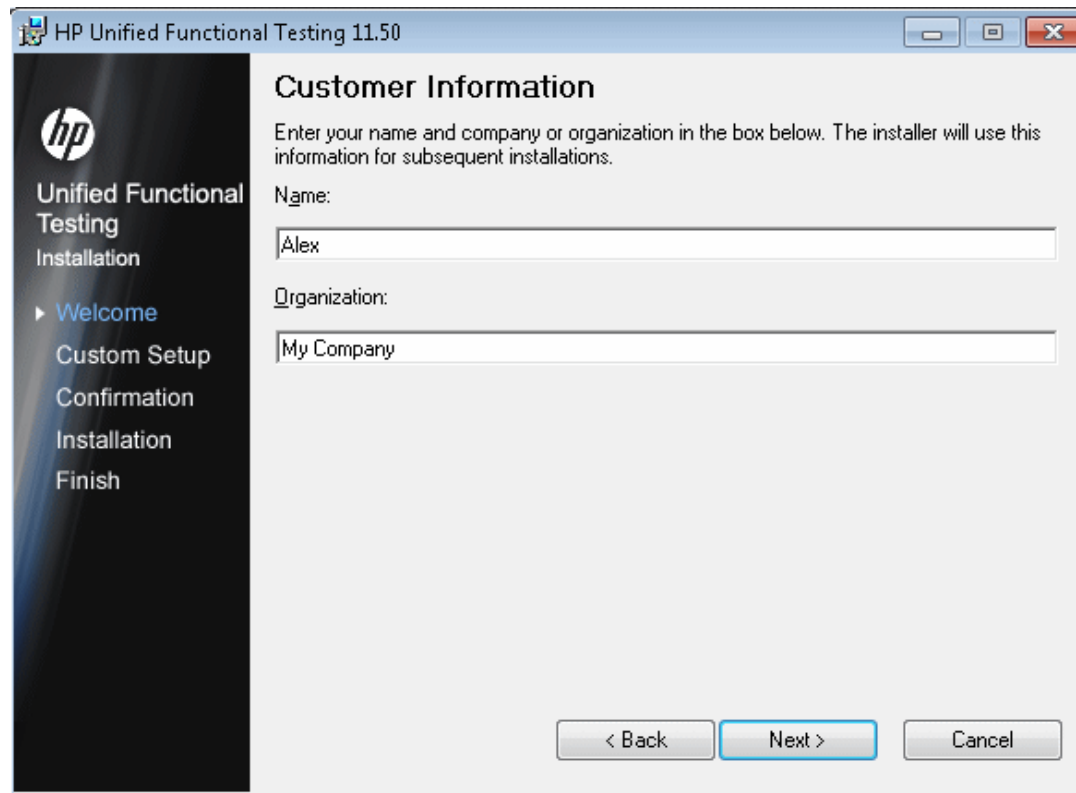 HP Unified Functional Testing 11.50
hp
Unified Functional
Testing
Installation
Welcome
Custom Setup
Confirmation
Installation
Finish
Customer Information
Enter your name and company or organization in the box below. The installer will use this
information for subsequent installations.
Name:
Alex
Organization:
My Company
< Back
Next >
Cancel